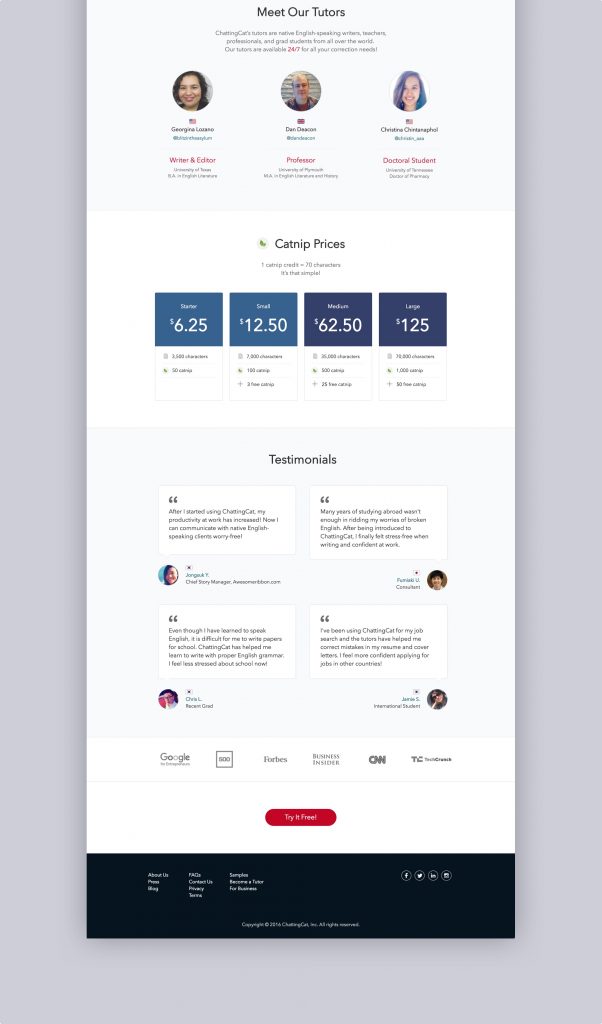 Meet Our Tutors
ChattingCat's tutors are native English-speaking writers, teachers,
professionals, and grad students from all over the world.
Our tutors are available 24/7 for all your correction needs!
Georgina Lozano
@blissintheasylum
Writer & Editor
University of Texas
B.A. in English Literature
Dan Deacon
@dandeacon
Professor
University of Plymouth
M.A. in English Literature and History
Christina Chintanaphol
@christin_aaa
Doctoral Student
University of Tennessee
Doctor of Pharmacy
Catnip Prices
1 catnip credit = 70 characters
It's that simple!
Starter
$6.25
3,500 characters
50 catnip
Small
$12.50
7,000 characters
100 catnip
3 free catnip
Medium
$62.50
35,000 characters
500 catnip
25 free catnip
Large
$125
70,000 characters
1,000 catnip
50 free catnip
Testimonials
After I started using ChattingCat, my
productivity at work has increased! Now I
can communicate with native English-
speaking clients worry-free!
Jongsuk Y.
Chief Story Manager, Awesomeribbon.com
Many years of studying abroad wasn't
enough in ridding my worries of broken
English. After being introduced to
ChattingCat, I finally felt stress-free when
writing and confident at work.
Fumiaki U.
Consultant
Even though I have learned to speak
English, it is difficult for me to write papers
for school. ChattingCat has helped me
learn to write with proper English grammar.
I feel less stressed about school now!
Chris L.
Recent Grad
I've been using ChattingCat for my job
search and the tutors have helped me
correct mistakes in my resume and cover
letters. I feel more confident applying for
jobs in other countries!
Jamie S.
International Student
Google
for Entrepreneurs
500
Forbes
BUSINESS
INSIDER
CNN
TC TechCrunch
Try It Free!
About Us
Press
Blog
FAQs
Contact Us
Privacy
Terms
Samples
Become a Tutor
For Business
Copyright © 2016 ChattingCat, Inc. All rights reserved.